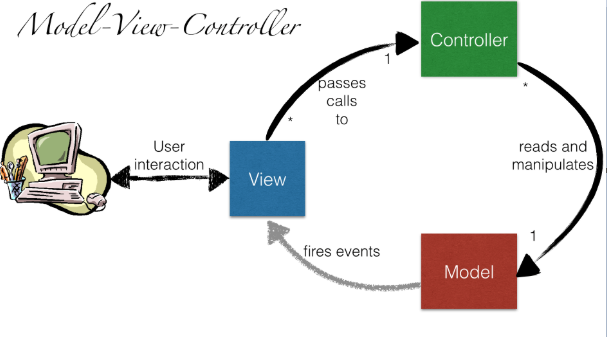 Model-View-Controller
Controller
1
passes
calls
to
*
*
User
interaction
reads and
manipulates
View
1
fires events
Model